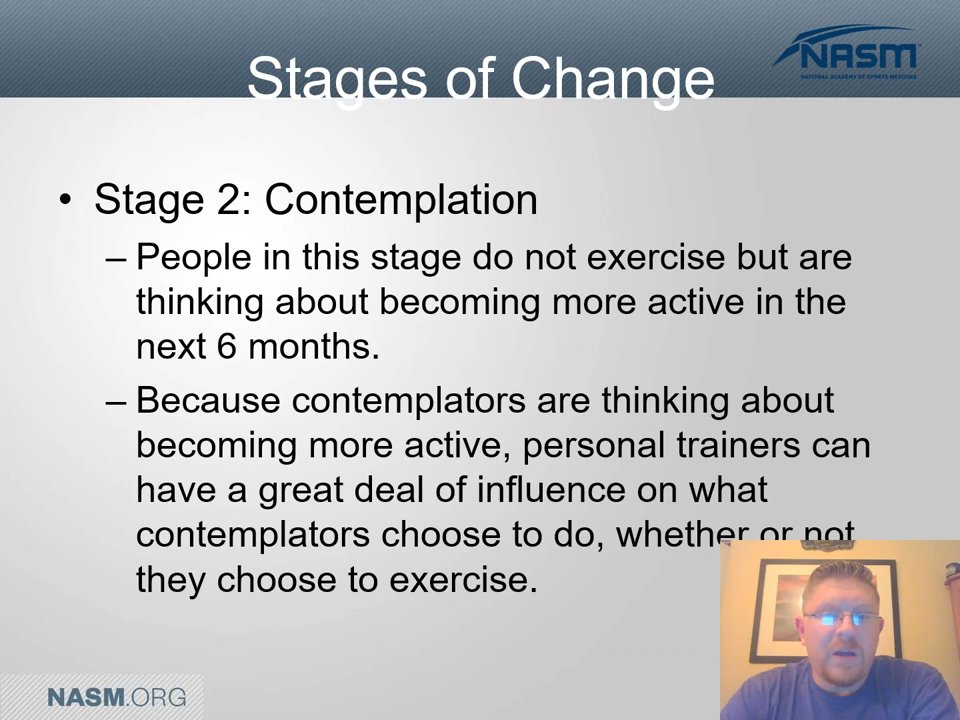 NASM
NATIONAL ACADEMY OF SPORTS MEDICINE
Stages of Change
• Stage 2: Contemplation
– People in this stage do not exercise but are
thinking about becoming more active in the
next 6 months.
– Because contemplators are thinking about
becoming more active, personal trainers can
have a great deal of influence on what
contemplators choose to do, whether or not
they choose to exercise.
NASM.ORG